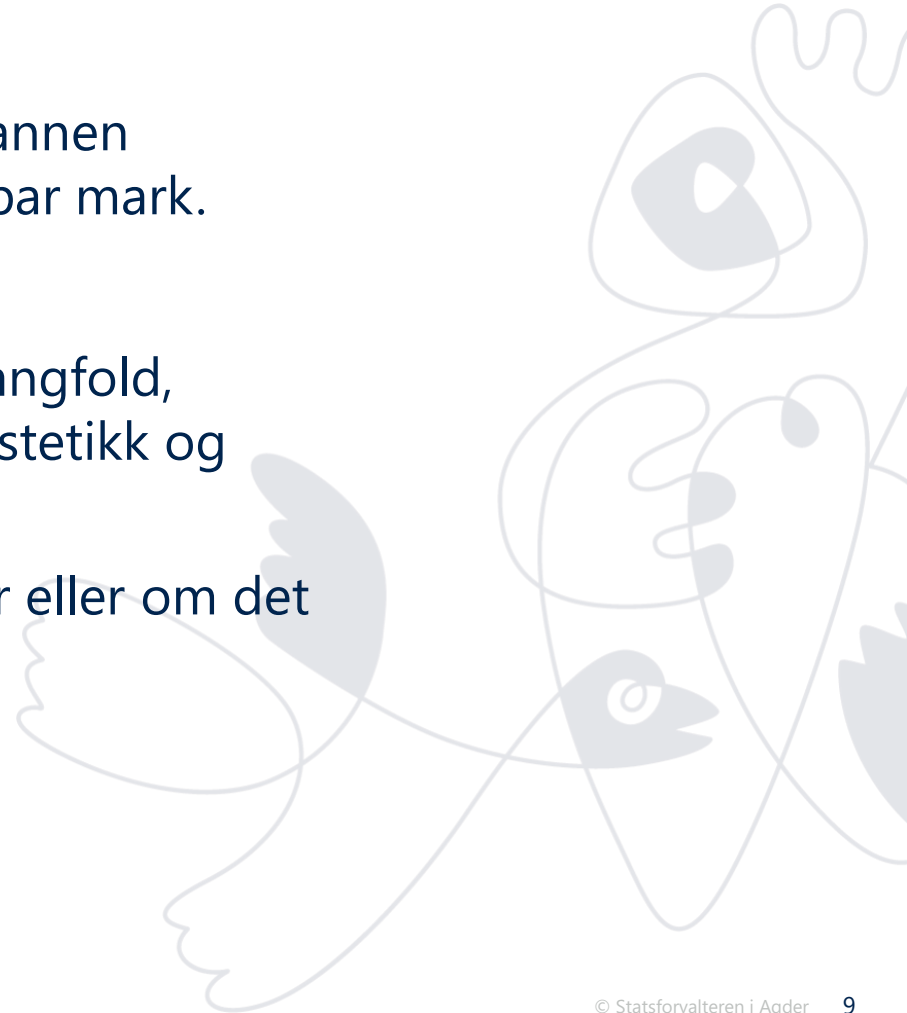 annen
bar mark.
angfold,
stetikk og
r eller om det
© Statsforvalteren i Agder 9